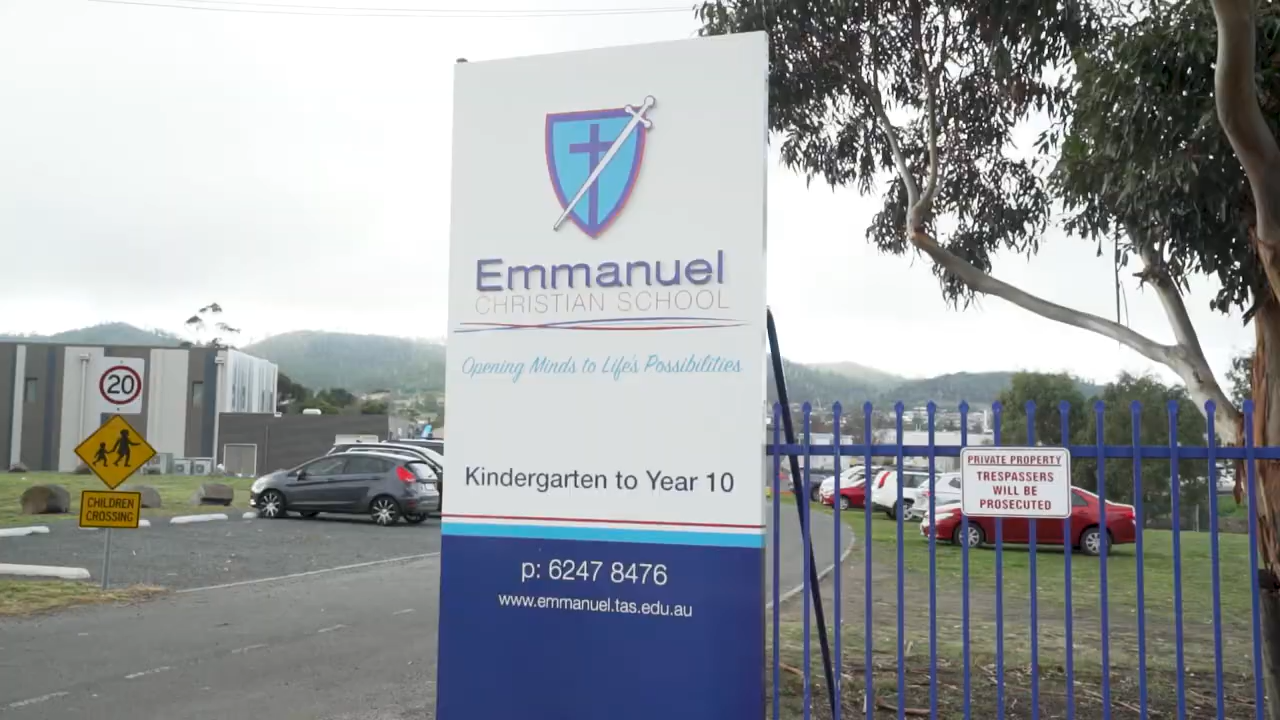 Emmanuel
CHRISTIAN SCHOOL
Opening Minds to Life's Possibilities
Kindergarten to Year 10
p: 6247 8476
www.emmanuel.tas.edu.au
20
CHILDREN
CROSSING
PRIVATE PROPERTY
TRESPASSERS
WILL BE
PROSECUTED